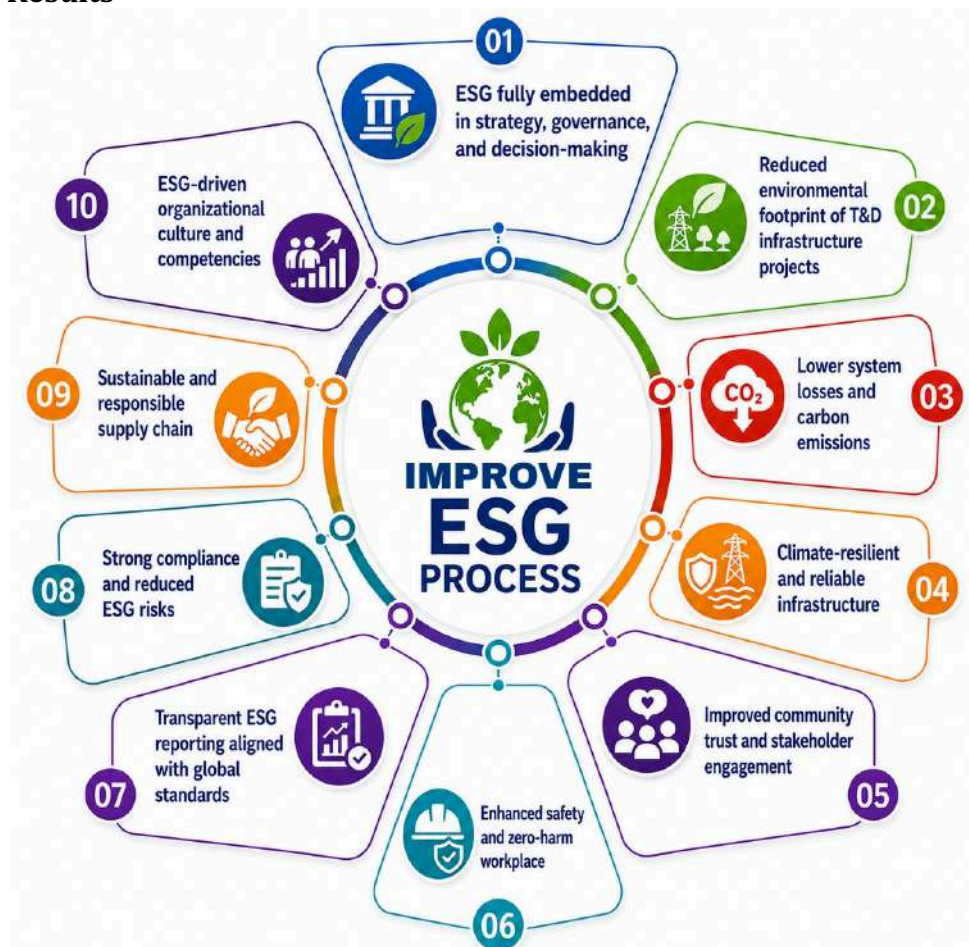 Results
01
ESG fully embedded
in strategy, governance,
and decision-making
Reduced
environmental
footprint of T&D
infrastructure
projects
02
Lower system
losses and
carbon
emissions
CO₂
03
Climate-resilient
and reliable
infrastructure
04
Improved community
trust and stakeholder
engagement
05
Enhanced safety
and zero-harm
workplace
06
Transparent ESG
reporting aligned
with global
standards
07
Strong compliance
and reduced
ESG risks
08
Sustainable and
responsible
supply chain
09
ESG-driven
organizational
culture and
competencies
10
IMPROVE
ESG
PROCESS